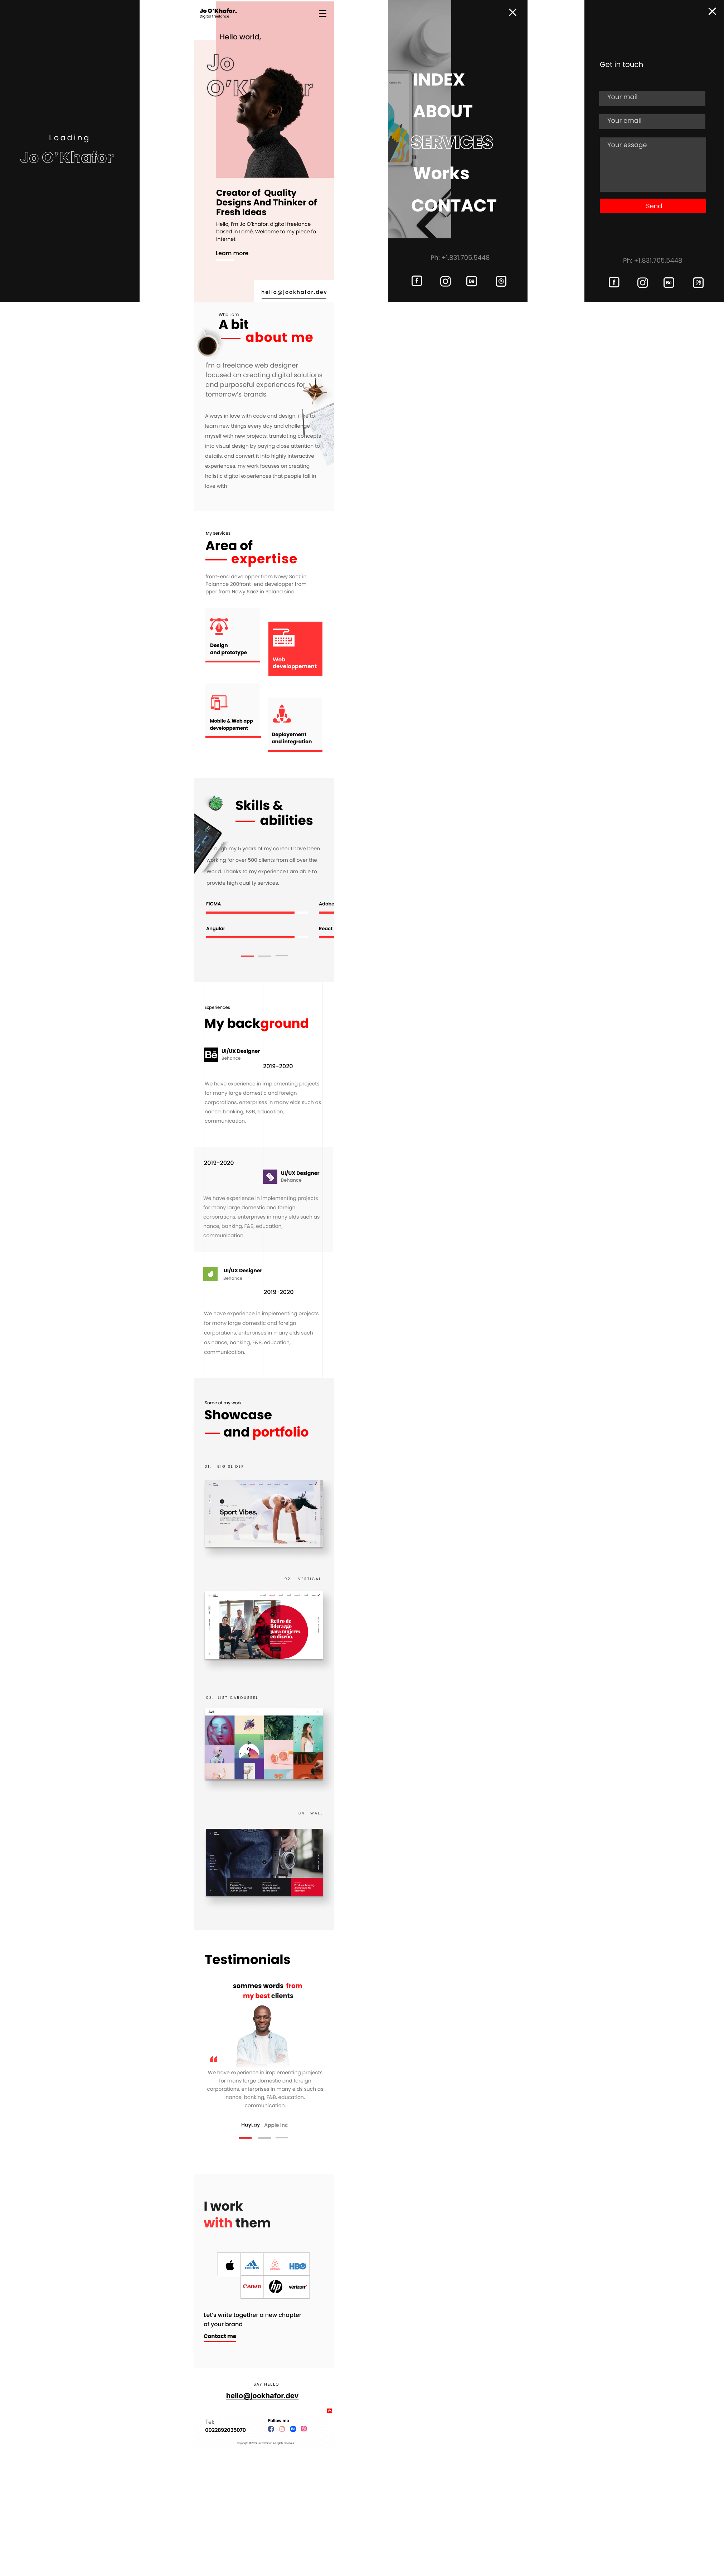 Loading
Jo O'Khafor
Jo O'Khafor.
Digital freelance
Hello world,
Jo
O'Khafor
Creator of Quality
Designs And Thinker of
Fresh Ideas
Hello, I'm Jo O'khafor, digital freelance
based in Lomé, Welcome to my piece fo
internet
Learn more
hello@jookhafor.dev
Who I'am
A bit
about me
I'm a freelance web designer
focused on creating digital solutions
and purposeful experiences for
tomorrow's brands.
Always in love with code and design, i like to
learn new things every day and challenge
myself with new projects, translating concepts
into visual design by paying close attention to
details, and convert it into highly interactive
experiences. my work focuses on creating
holistic digital experiences that people fall in
love with
My services
Area of
expertise
front-end developper from Nowy Sacz in
Polannce 200front-end developper from
pper from Nowy Sacz in Poland sinc
Design
and prototype
Web
developpement
Mobile & Web app
developpement
Deployement
and integration
Skills &
abilities
Through my 5 years of my career I have been
working for over 500 clients from all over the
world. Thanks to my experience I am able to
provide high quality services.
FIGMA
Adobe
Angular
React
Experiences
My background
Bē
UI/UX Designer
Behance
2019-2020
We have experience in implementing projects
for many large domestic and foreign
corporations, enterprises in many elds such as
nance, banking, F&B, education,
communication.
2019-2020
UI/UX Designer
Behance
We have experience in implementing projects
for many large domestic and foreign
corporations, enterprises in many elds such as
nance, banking, F&B, education,
communication.
UI/UX Designer
Behance
2019-2020
We have experience in implementing projects
for many large domestic and foreign
corporations, enterprises in many elds such
as nance, banking, F&B, education,
communication.
Some of my work
Showcase
and portfolio
01. BIG SLIDER
Sport Vibes.
02. VERTICAL
Retiro de
liderazgo
para mujeres
en diseño.
03. LIST CAROUSEL
04. WALL
Testimonials
sommes words from
my best clients
We have experience in implementing projects
for many large domestic and foreign
corporations, enterprises in many elds such as
nance, banking, F&B, education,
communication.
HayLay Apple inc
I work
with them
adidas
airbnb
HBO
Canon
hp
verizon
Let's write together a new chapter
of your brand
Contact me
SAY HELLO
hello@jookhafor.dev
Tel:
0022892035070
Follow me
INDEX
ABOUT
SERVICES
Works
CONTACT
Ph: +1.831.705.5448
Get in touch
Your mail
Your email
Your essage
Send
Ph: +1.831.705.5448